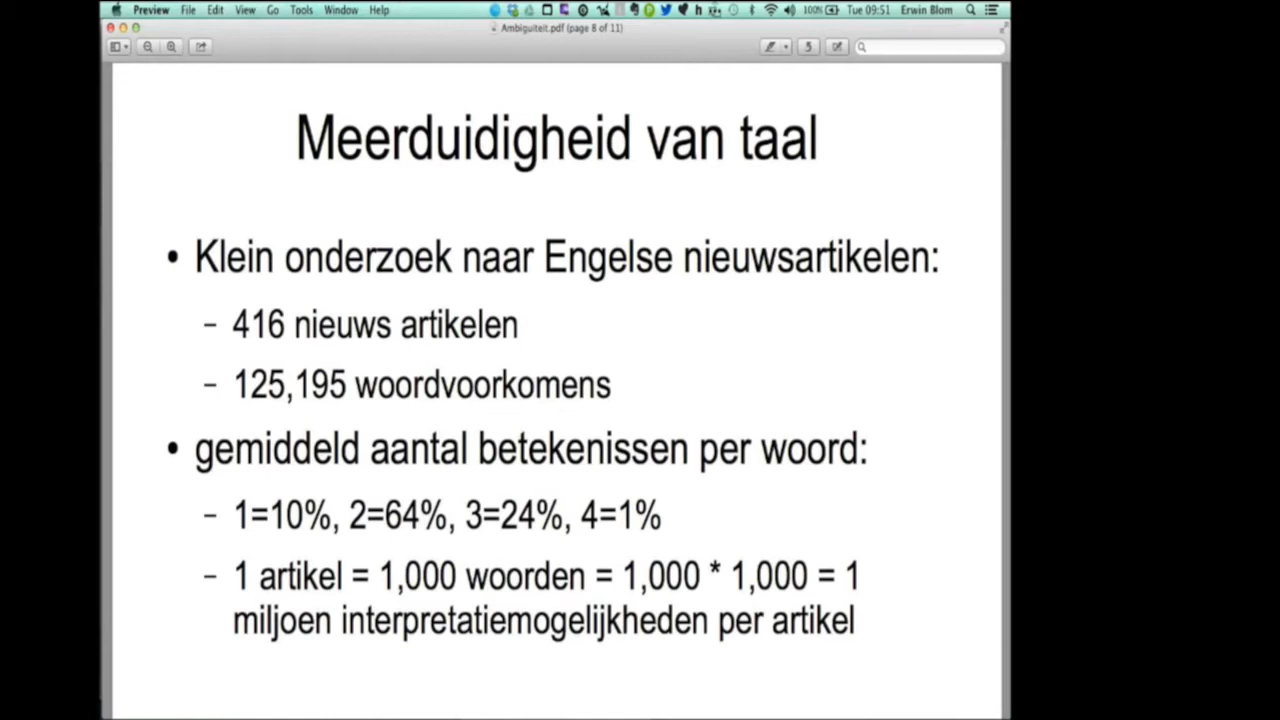 Preview File Edit View Go Tools Window Help 100% Tue 09:51 Erwin Blom
Ambiguiteit.pdf (page 8 of 11)
Meerduidigheid van taal
• Klein onderzoek naar Engelse nieuwsartikelen:
– 416 nieuws artikelen
– 125,195 woordvoorkomens
• gemiddeld aantal betekenissen per woord:
– 1=10%, 2=64%, 3=24%, 4=1%
– 1 artikel = 1,000 woorden = 1,000 * 1,000 = 1
miljoen interpretatiemogelijkheden per artikel